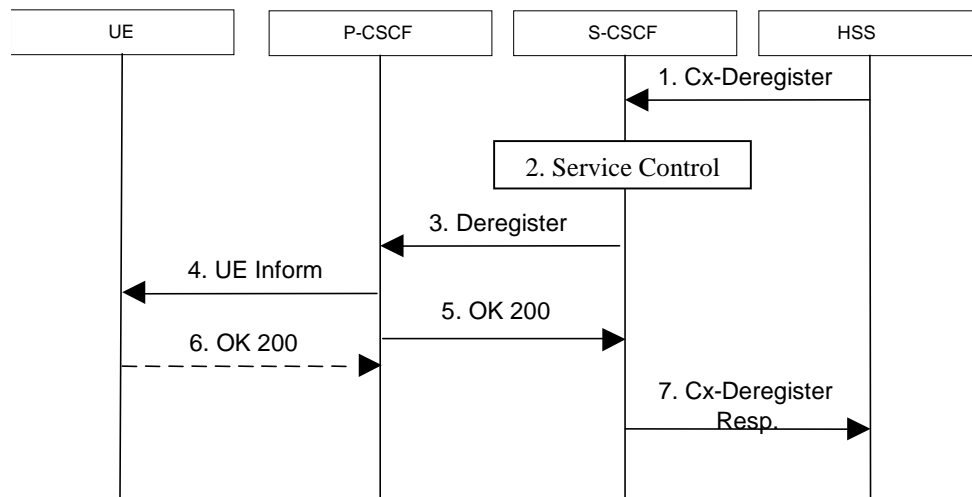 UE
P-CSCF
S-CSCF
HSS
1. Cx-Deregister
2. Service Control
3. Deregister
4. UE Inform
5. OK 200
6. OK 200
7. Cx-Deregister
Resp.